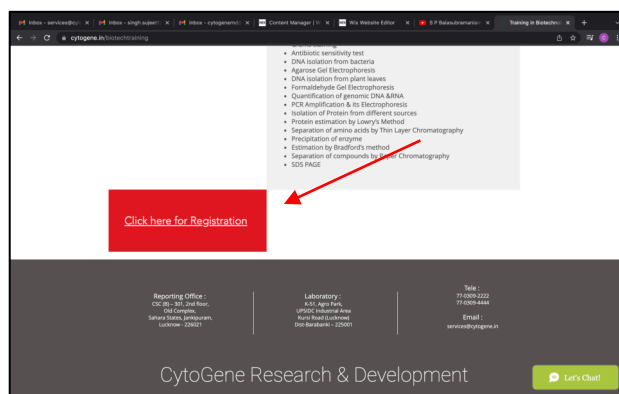 Inbox - services@cyto
Inbox - singh.sujeet
Inbox - cytogenemd
Content Manager | W
Wix Website Editor
S P Balasubramaniam
Training in Biotechnol
cytogene.in/biotechtraining
Antibiotic sensitivity test
DNA isolation from bacteria
Agarose Gel Electrophoresis
DNA isolation from plant leaves
Formaldehyde Gel Electrophoresis
Quantification of genomic DNA &RNA
PCR Amplification & its Electrophoresis
Isolation of Protein from different sources
Protein estimation by Lowry's Method
Separation of amino acids by Thin Layer Chromatography
Precipitation of enzyme
Estimation by Bradford's method
Separation of compounds by Paper Chromatography
SDS PAGE
Click here for Registration
Reporting Office :
CSC (B) – 301, 2nd floor,
Old Complex,
Sahara States, Jankipuram,
Lucknow - 226021
Laboratory :
K-51, Agro Park,
UPSIDC Industrial Area
Kursi Road (Lucknow)
Dist-Barabanki – 225001
Tele :
77-0309-2222
77-0309-4444
Email :
services@cytogene.in
CytoGene Research & Development
Let's Chat!